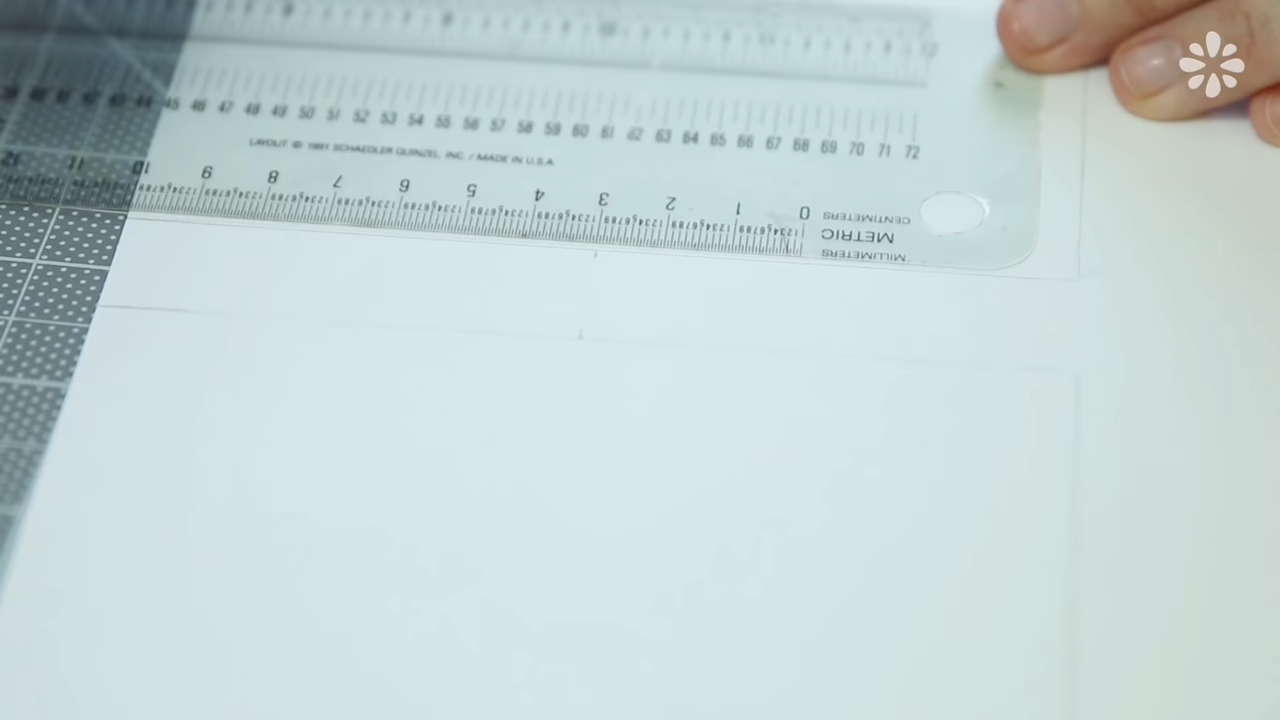 45 46 47 48 49 50 51 52 53 54 55 56 57 58 59 60 61 62 63 64 65 66 67 68 69 70 71 72
LAYOUT © 1981 SCHAEDLER QUINZEL, INC. / MADE IN U.S.A.
12 11 10 9 8 7 6 5 4 3 2 1 0
CENTIMETERS
METRIC
MILLIMETERS